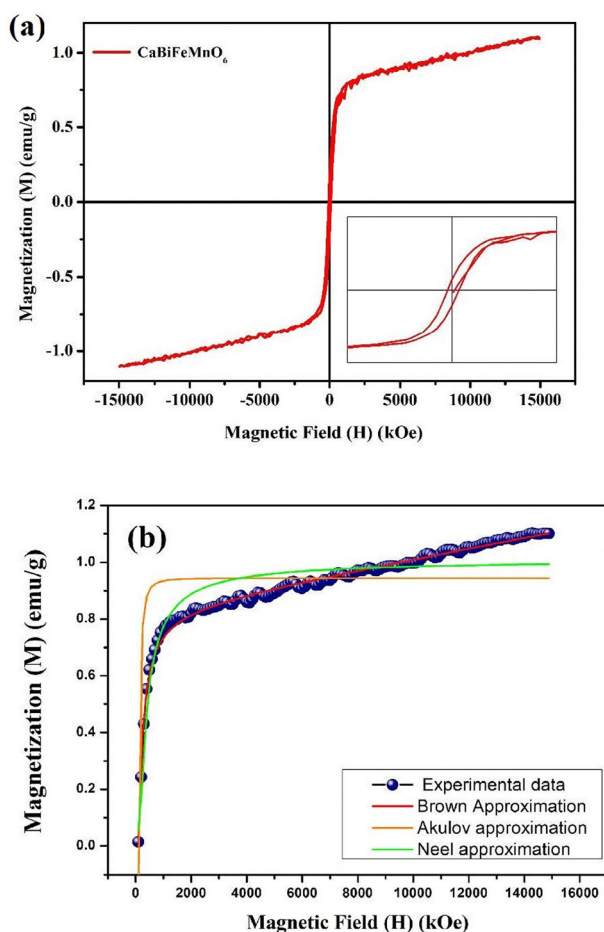 (a)
CaBiFeMnO₆
Magnetization (M) (emu/g)
1.0
0.5
0.0
-0.5
-1.0
-15000 -10000 -5000 0 5000 10000 15000
Magnetic Field (H) (kOe)
(b)
Magnetization (M) (emu/g)
1.2
1.0
0.8
0.6
0.4
0.2
0.0
Experimental data
Brown Approximation
Akulov approximation
Neel approximation
0 2000 4000 6000 8000 10000 12000 14000 16000
Magnetic Field (H) (kOe)